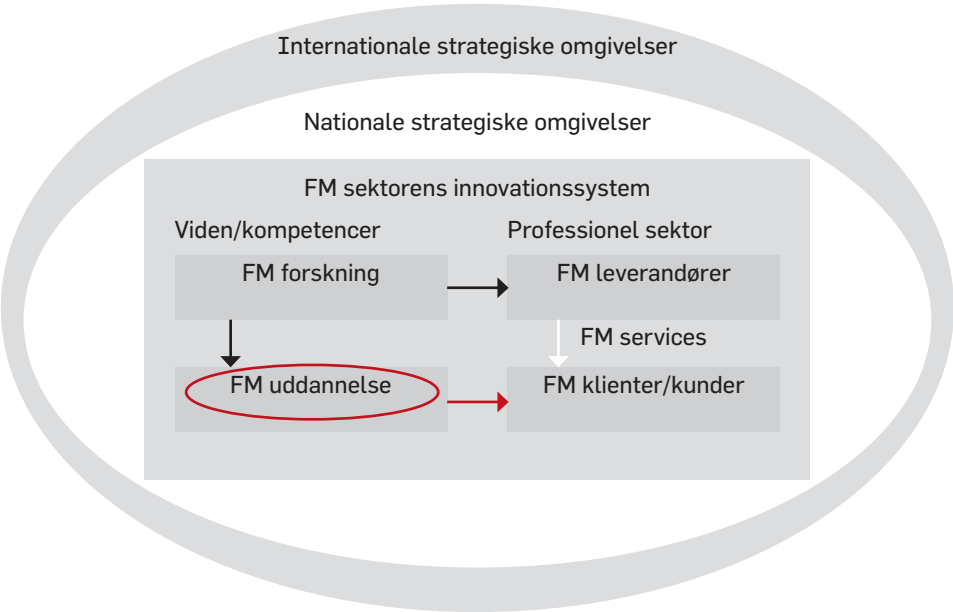 Internationale strategiske omgivelser
Nationale strategiske omgivelser
FM sektorens innovationssystem
Viden/kompetencer
Professionel sektor
FM forskning
FM leverandører
FM services
FM uddannelse
FM klienter/kunder